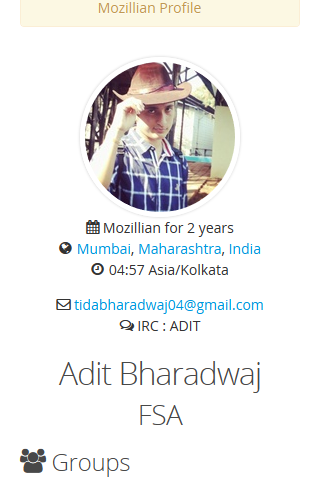 Mozillian Profile
Mozillian for 2 years
Mumbai, Maharashtra, India
04:57 Asia/Kolkata
tidabharadwaj04@gmail.com
IRC : ADIT
Adit Bharadwaj
FSA
Groups